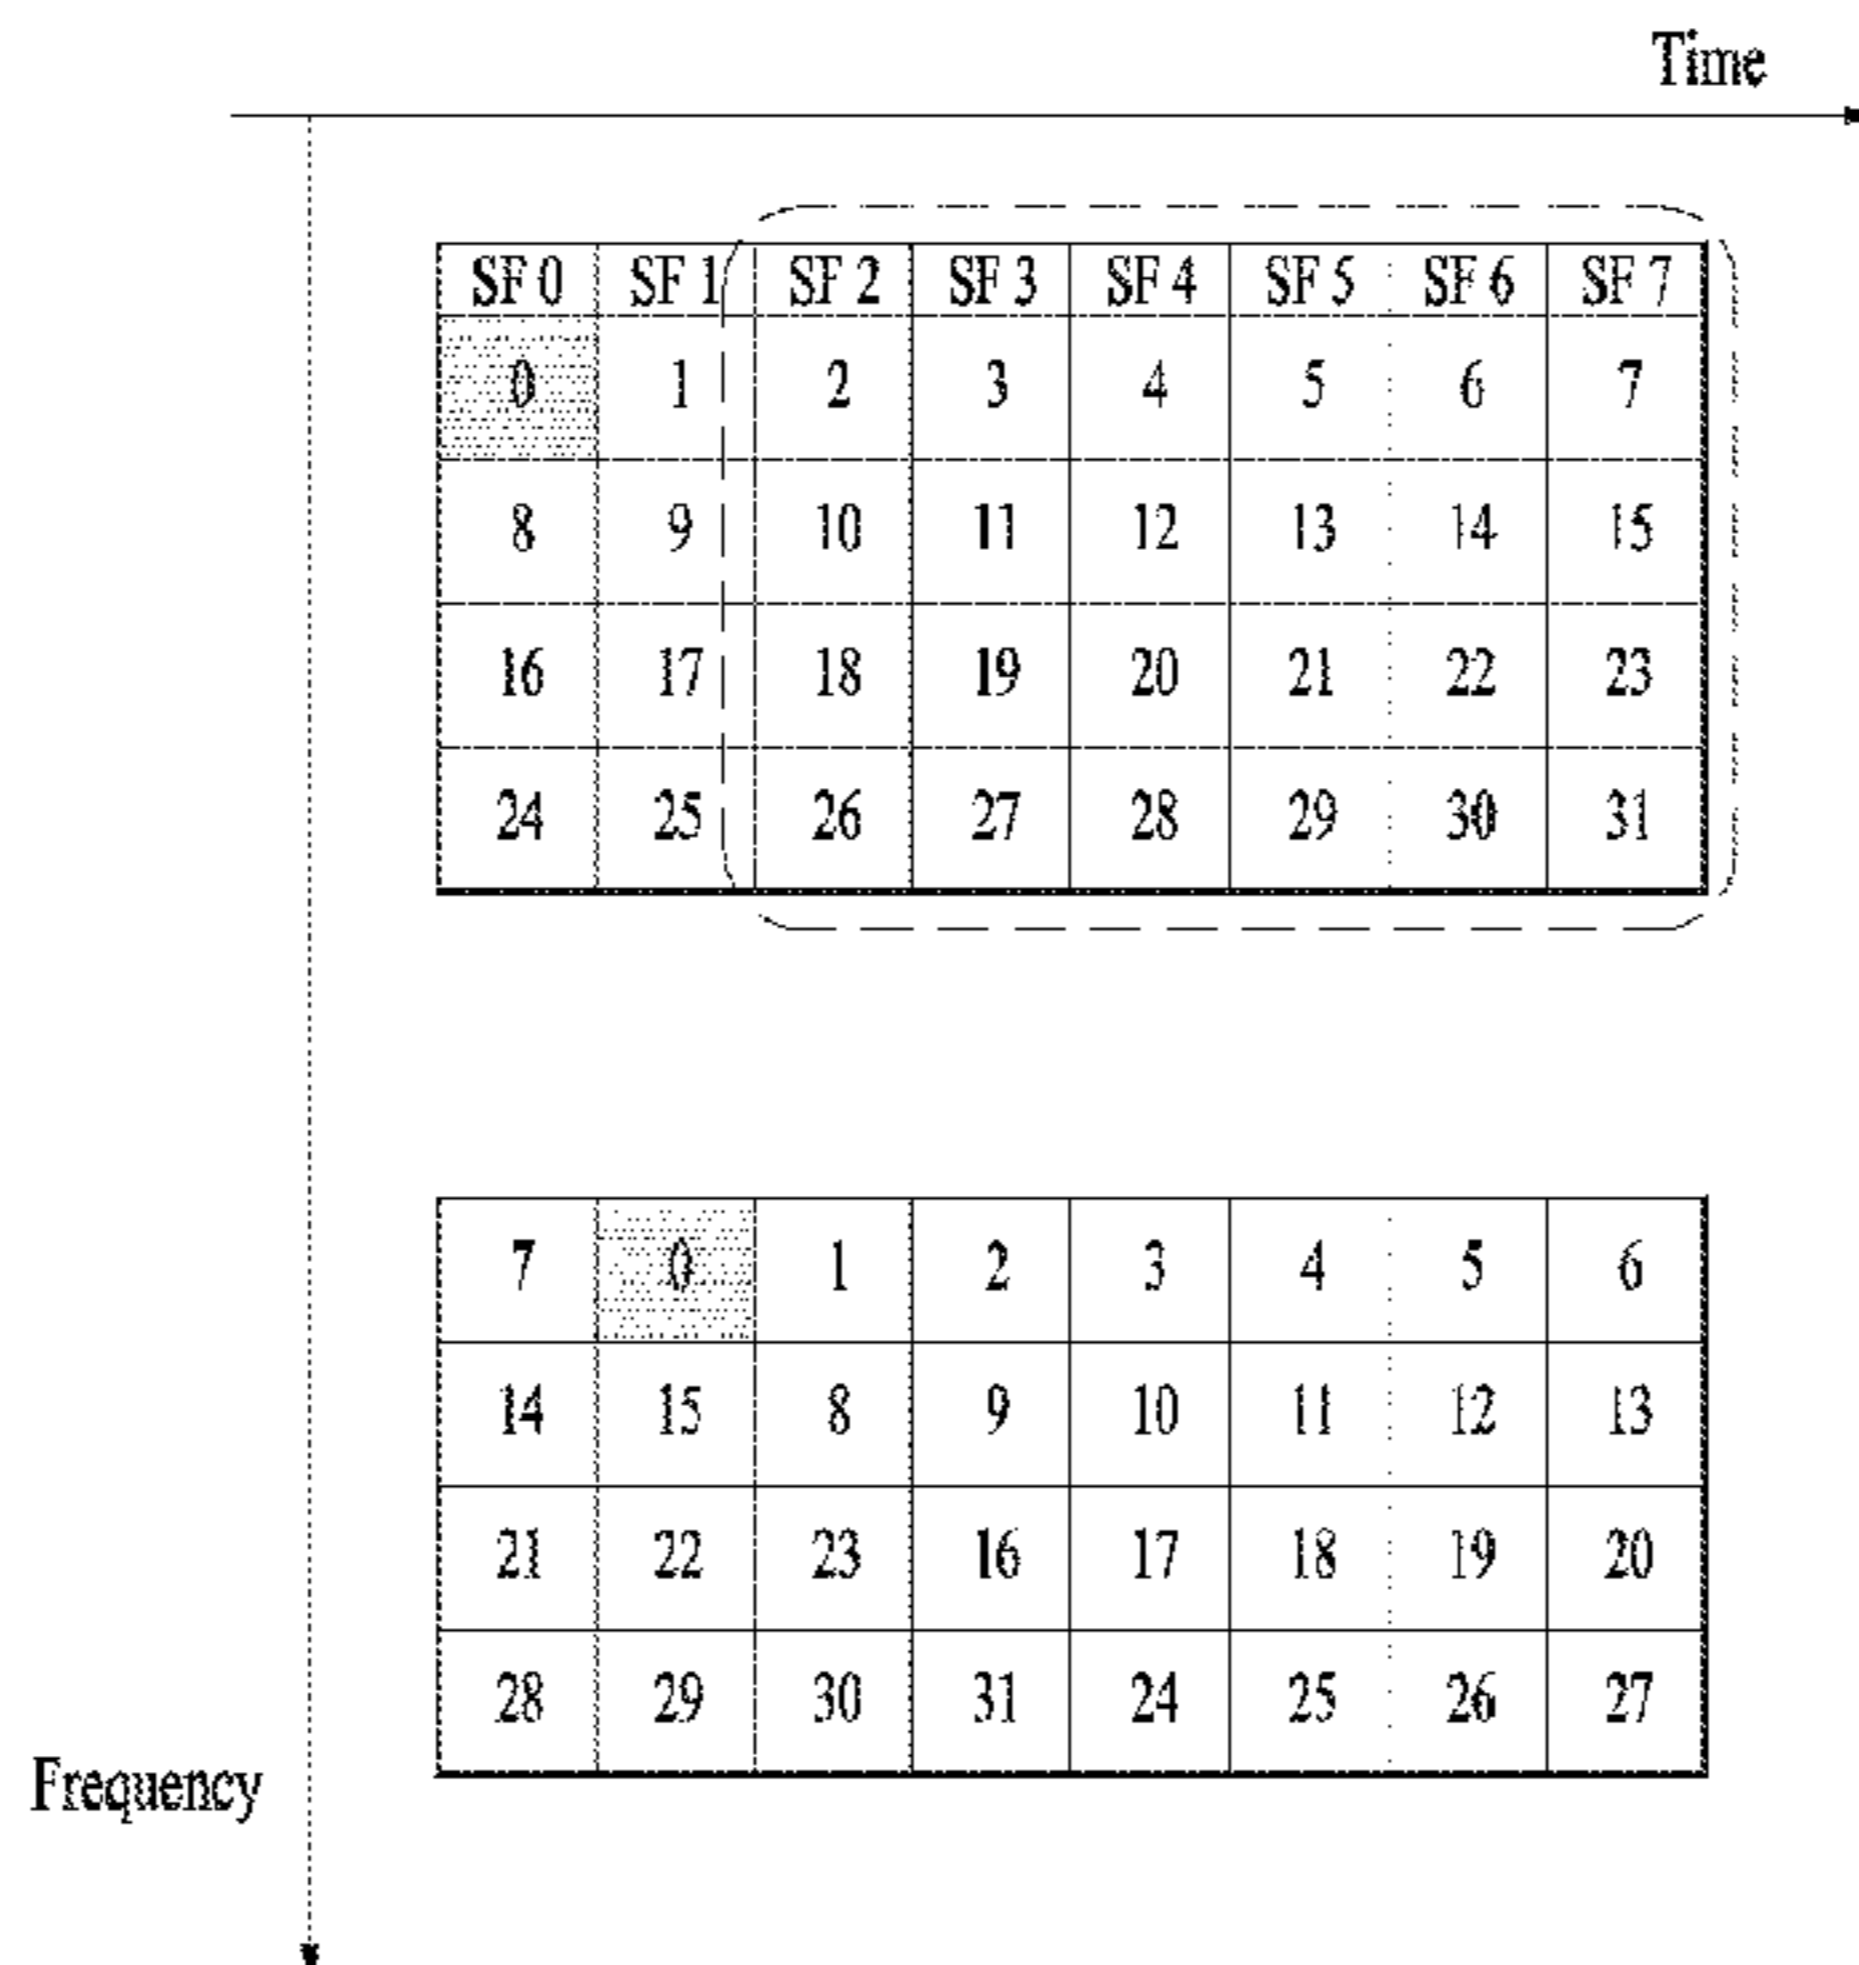 Time
SF 0 SF 1 SF 2 SF 3 SF 4 SF 5 SF 6 SF 7
0 1 2 3 4 5 6 7
8 9 10 11 12 13 14 15
16 17 18 19 20 21 22 23
24 25 26 27 28 29 30 31
7 0 1 2 3 4 5 6
14 15 8 9 10 11 12 13
21 22 23 16 17 18 19 20
28 29 30 31 24 25 26 27
Frequency